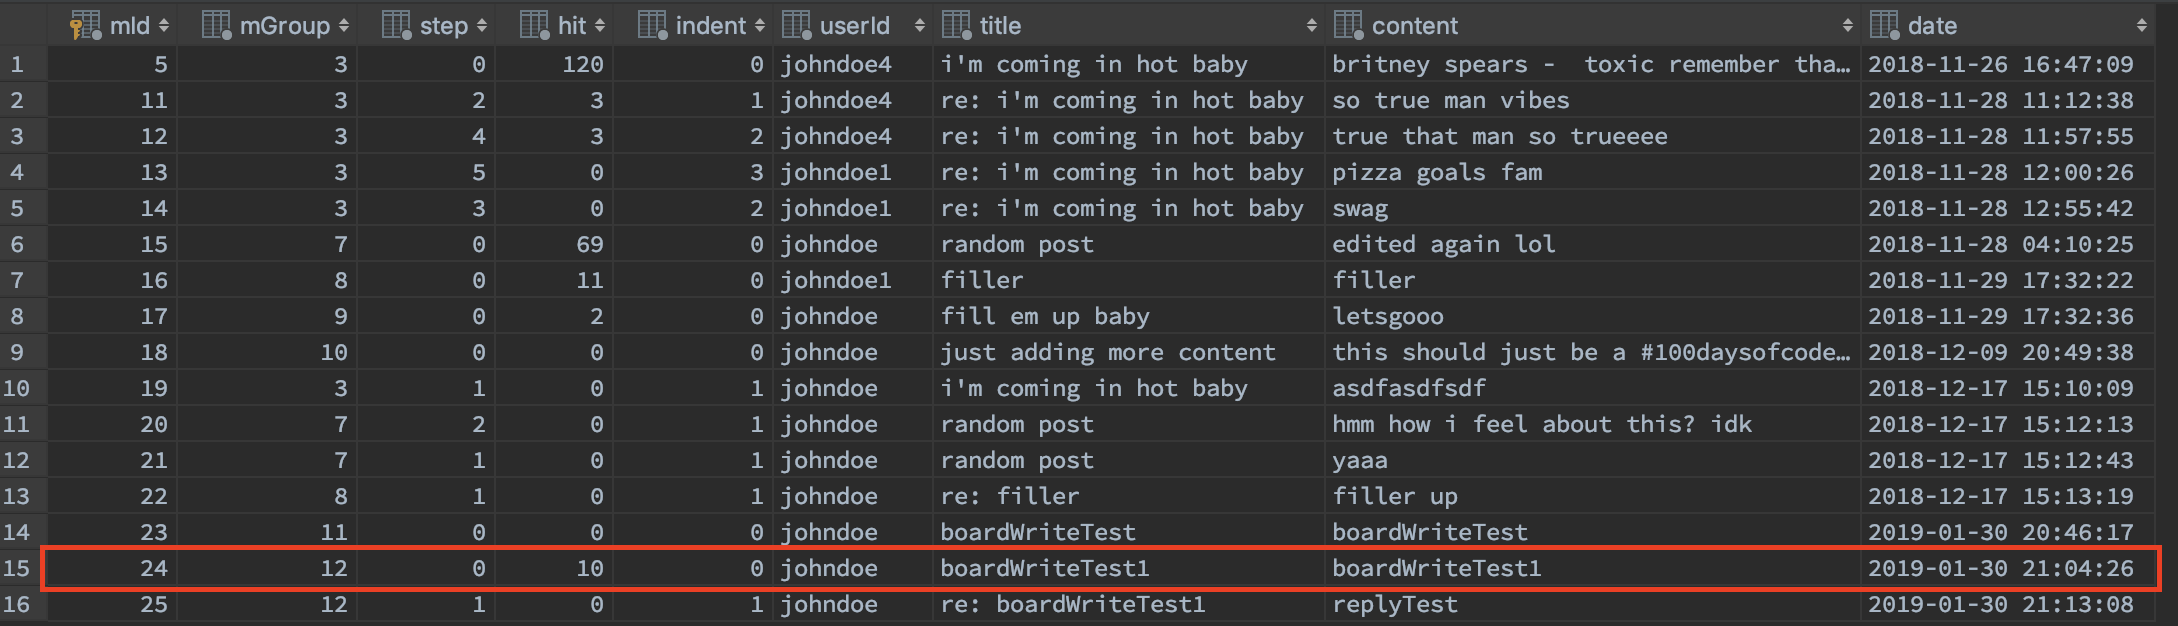 mId mGroup step hit indent userId title content date
1 5 3 0 120 0 johndoe4 i'm coming in hot baby britney spears -  toxic remember tha… 2018-11-26 16:47:09
2 11 3 2 3 1 johndoe4 re: i'm coming in hot baby so true man vibes 2018-11-28 11:12:38
3 12 3 4 3 2 johndoe4 re: i'm coming in hot baby true that man so trueeee 2018-11-28 11:57:55
4 13 3 5 0 3 johndoe1 re: i'm coming in hot baby pizza goals fam 2018-11-28 12:00:26
5 14 3 3 0 2 johndoe1 re: i'm coming in hot baby swag 2018-11-28 12:55:42
6 15 7 0 69 0 johndoe random post edited again lol 2018-11-28 04:10:25
7 16 8 0 11 0 johndoe1 filler filler 2018-11-29 17:32:22
8 17 9 0 2 0 johndoe fill em up baby letsgooo 2018-11-29 17:32:36
9 18 10 0 0 0 johndoe just adding more content this should just be a #100daysofcode… 2018-12-09 20:49:38
10 19 3 1 0 1 johndoe i'm coming in hot baby asdfasdfsdf 2018-12-17 15:10:09
11 20 7 2 0 1 johndoe random post hmm how i feel about this? idk 2018-12-17 15:12:13
12 21 7 1 0 1 johndoe random post yaaa 2018-12-17 15:12:43
13 22 8 1 0 1 johndoe re: filler filler up 2018-12-17 15:13:19
14 23 11 0 0 0 johndoe boardWriteTest boardWriteTest 2019-01-30 20:46:17
15 24 12 0 10 0 johndoe boardWriteTest1 boardWriteTest1 2019-01-30 21:04:26
16 25 12 1 0 1 johndoe re: boardWriteTest1 replyTest 2019-01-30 21:13:08